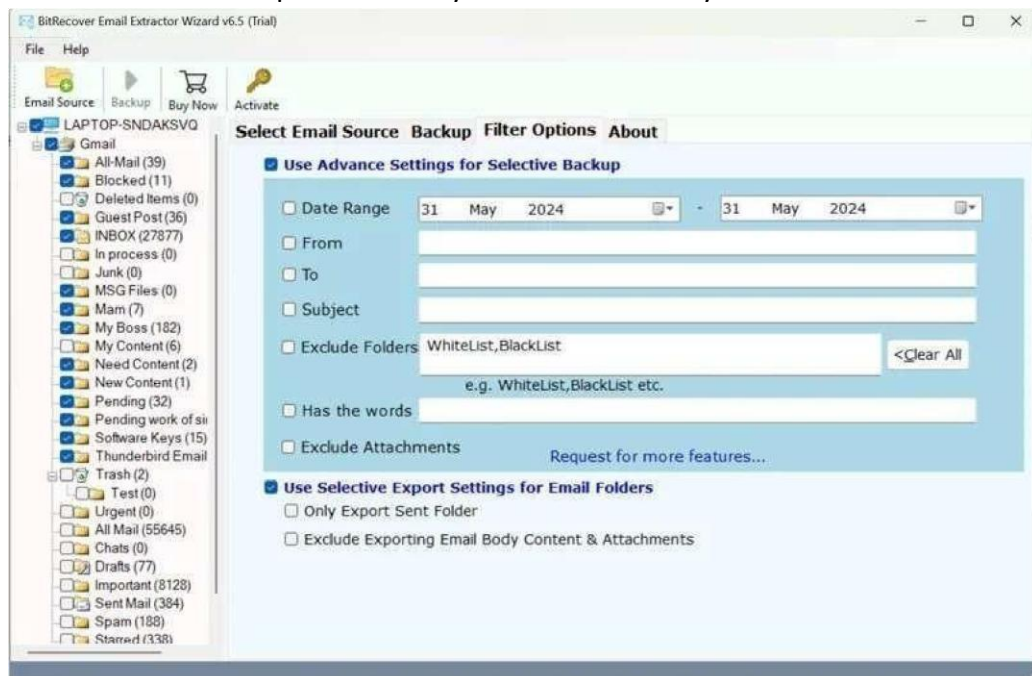 BitRecover Email Extractor Wizard v6.5 (Trial)
File Help
Email Source Backup Buy Now Activate
LAPTOP-SNDAKSVQ
Gmail
All-Mail (39)
Blocked (11)
Deleted Items (0)
Guest Post (36)
INBOX (27877)
In process (0)
Junk (0)
MSG Files (0)
Mam (7)
My Boss (182)
My Content (6)
Need Content (2)
New Content (1)
Pending (32)
Pending work of
Software Keys (15)
Thunderbird Email
Trash (2)
Test (0)
Urgent (0)
All Mail (55645)
Chats (0)
Drafts (77)
Important (8128)
Sent Mail (384)
Spam (188)
Starred (338)
Select Email Source Backup Filter Options About
Use Advance Settings for Selective Backup
Date Range 31 May 2024 - 31 May 2024
From
To
Subject
Exclude Folders WhiteList,BlackList
<Clear All
e.g. WhiteList,BlackList etc.
Has the words
Exclude Attachments
Request for more features...
Use Selective Export Settings for Email Folders
Only Export Sent Folder
Exclude Exporting Email Body Content & Attachments